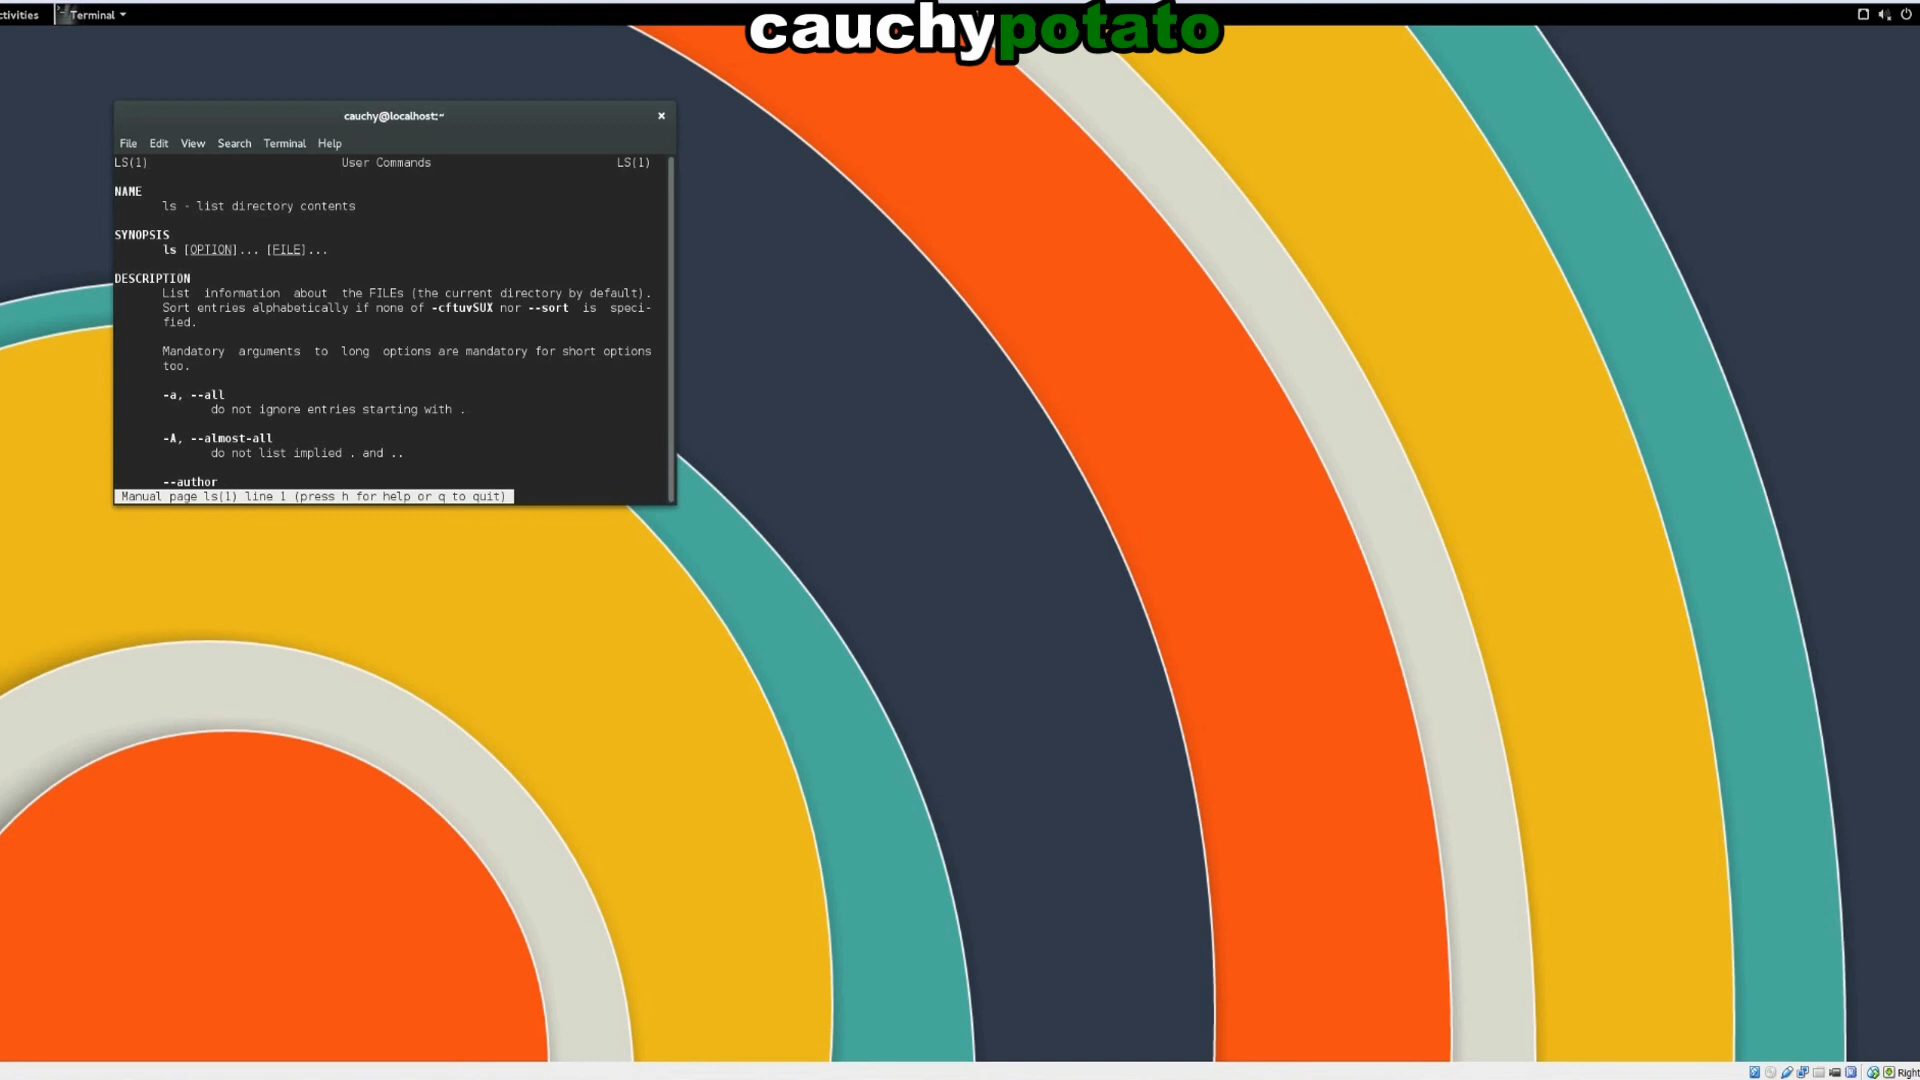 ctivities Terminal
cauchypotato
cauchy@localhost:~
File Edit View Search Terminal Help
LS(1) User Commands LS(1)
NAME
ls - list directory contents
SYNOPSIS
ls [OPTION]... [FILE]...
DESCRIPTION
List information about the FILEs (the current directory by default).
Sort entries alphabetically if none of -cftuvSUX nor --sort is speci-
fied.
Mandatory arguments to long options are mandatory for short options
too.
-a, --all
do not ignore entries starting with .
-A, --almost-all
do not list implied . and ..
--author
Manual page ls(1) line 1 (press h for help or q to quit)
Right